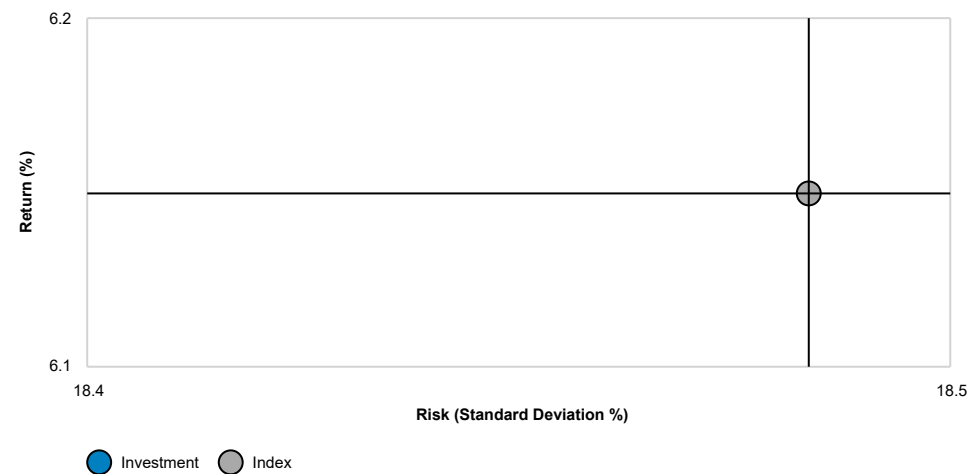 6.2
Return (%)
6.1
18.4
18.5
Risk (Standard Deviation %)
Investment
Index